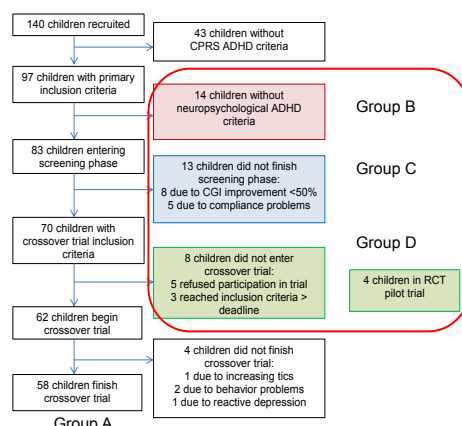 140 children recruited
43 children without
CPRS ADHD criteria
97 children with primary
inclusion criteria
14 children without
neuropsychological ADHD
criteria
Group B
83 children entering
screening phase
13 children did not finish
screening phase:
8 due to CGI improvement <50%
5 due to compliance problems
Group C
70 children with
crossover trial inclusion
criteria
8 children did not enter
crossover trial:
5 refused participation in trial
3 reached inclusion criteria >
deadline
Group D
4 children in RCT
pilot trial
62 children begin
crossover trial
4 children did not finish
crossover trial:
1 due to increasing tics
2 due to behavior problems
1 due to reactive depression
58 children finish
crossover trial
Group A